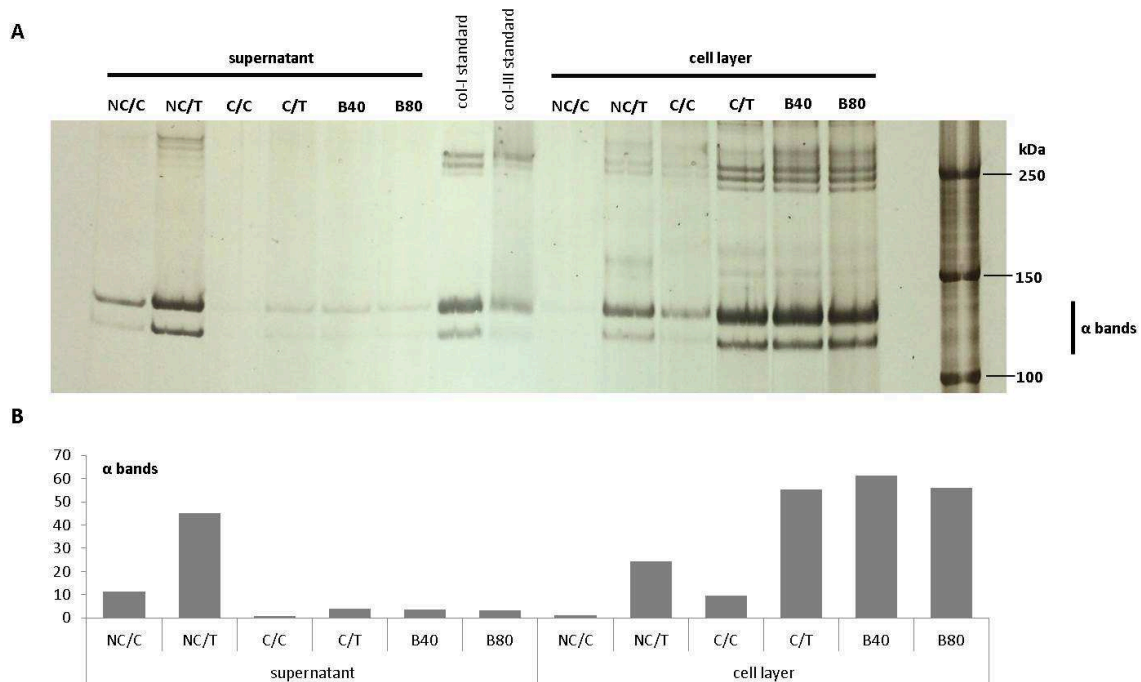 A
supernatant
col-I standard
col-III standard
cell layer
NC/C NC/T C/C C/T B40 B80
NC/C NC/T C/C C/T B40 B80
kDa
250
150
α bands
100
B
α bands
70
60
50
40
30
20
10
0
NC/C NC/T C/C C/T B40 B80 NC/C NC/T C/C C/T B40 B80
supernatant cell layer